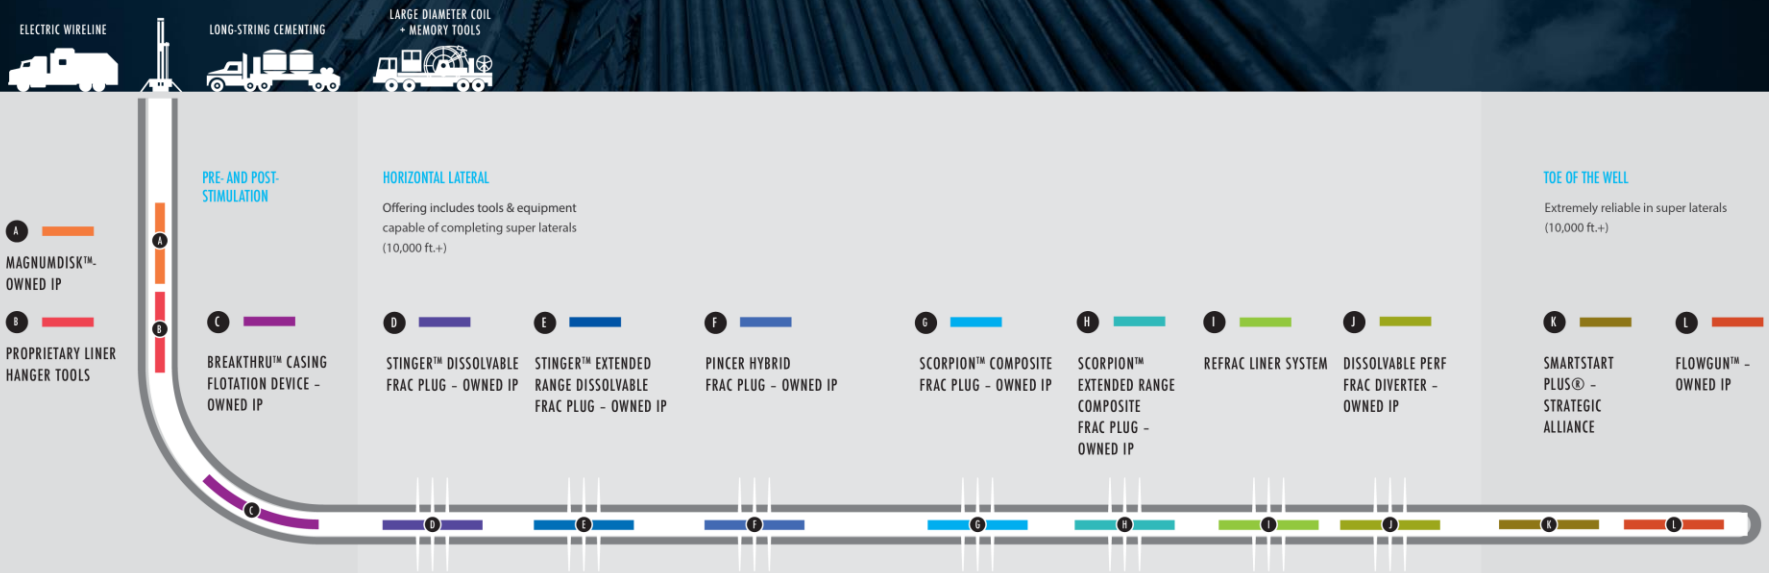 ELECTRIC WIRELINE
LONG-STRING CEMENTING
LARGE DIAMETER COIL
+ MEMORY TOOLS
PRE- AND POST-
STIMULATION
HORIZONTAL LATERAL
Offering includes tools & equipment
capable of completing super laterals
(10,000 ft.+)
TOE OF THE WELL
Extremely reliable in super laterals
(10,000 ft.+)
A
MAGNUMDISK™-
OWNED IP
B
PROPRIETARY LINER
HANGER TOOLS
C
BREAKTHRU™ CASING
FLOTATION DEVICE –
OWNED IP
D
STINGER™ DISSOLVABLE
FRAC PLUG – OWNED IP
E
STINGER™ EXTENDED
RANGE DISSOLVABLE
FRAC PLUG – OWNED IP
F
PINCER HYBRID
FRAC PLUG – OWNED IP
G
SCORPION™ COMPOSITE
FRAC PLUG – OWNED IP
H
SCORPION™
EXTENDED RANGE
COMPOSITE
FRAC PLUG –
OWNED IP
I
REFRAC LINER SYSTEM
J
DISSOLVABLE PERF
FRAC DIVERTER –
OWNED IP
K
SMARTSTART
PLUS® –
STRATEGIC
ALLIANCE
L
FLOWGUN™ –
OWNED IP
A
B
C
D
E
F
G
H
I
J
K
L